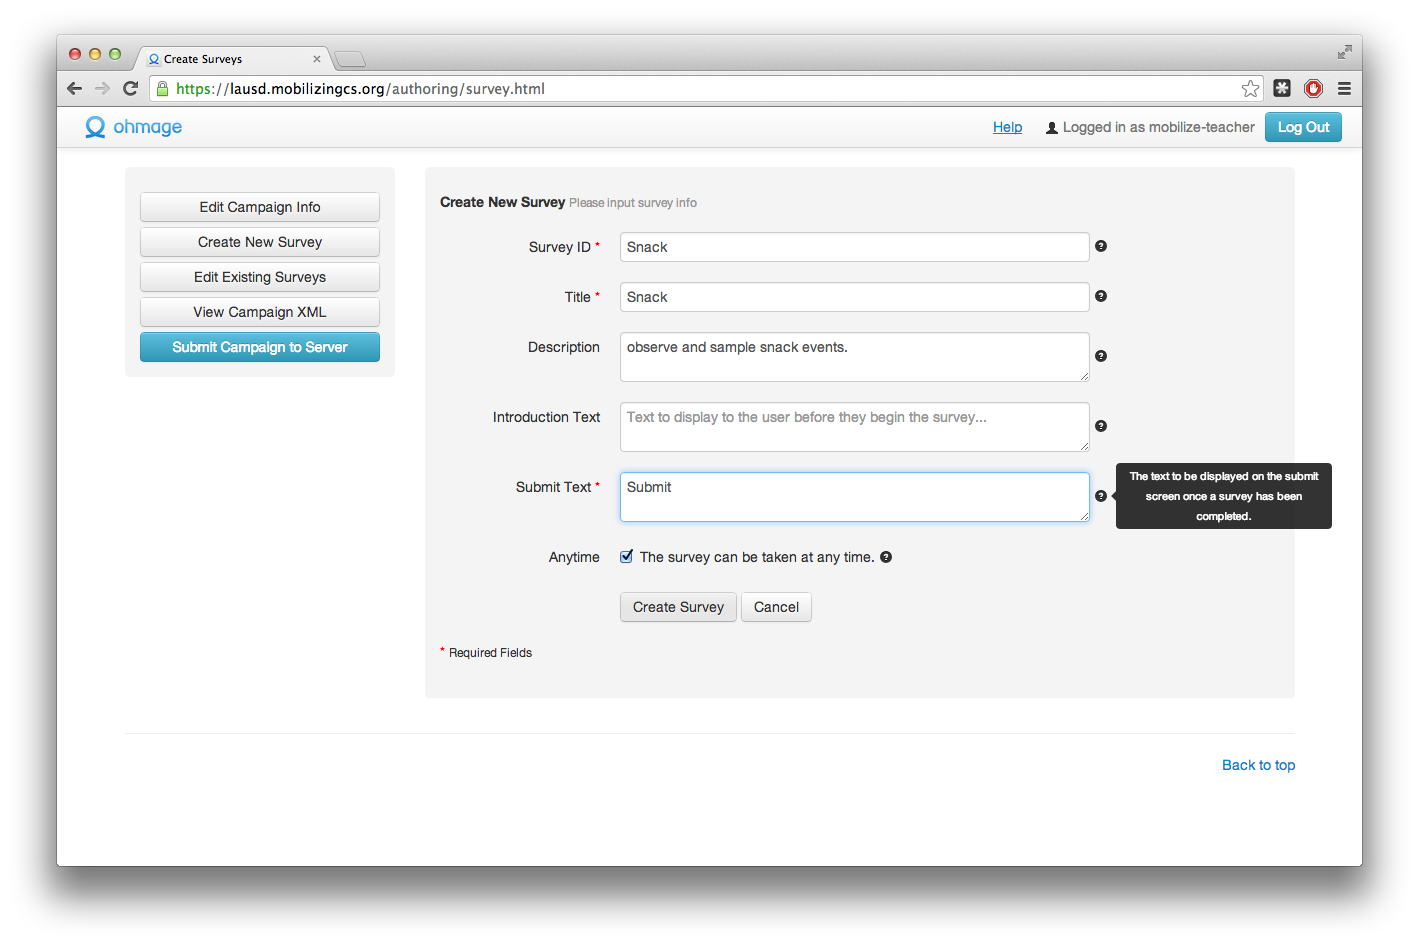 Create Surveys
https://lausd.mobilizingcs.org/authoring/survey.html
ohmage
Help
Logged in as mobilize-teacher
Log Out
Edit Campaign Info
Create New Survey
Edit Existing Surveys
View Campaign XML
Submit Campaign to Server
Create New Survey Please input survey info
Survey ID *
Snack
Title *
Snack
Description
observe and sample snack events.
Introduction Text
Text to display to the user before they begin the survey...
Submit Text *
Submit
The text to be displayed on the submit
screen once a survey has been
completed.
Anytime
The survey can be taken at any time.
Create Survey
Cancel
* Required Fields
Back to top